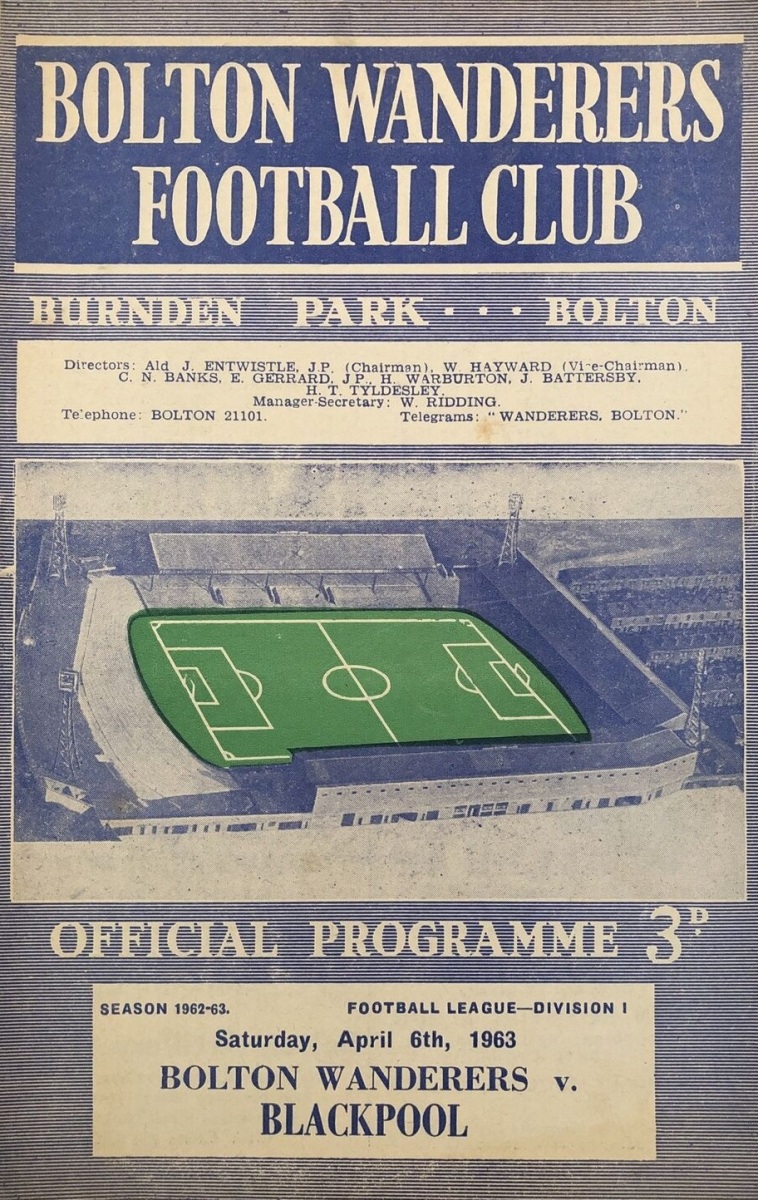 BOLTON WANDERERS
FOOTBALL CLUB
BURNDEN PARK · · · BOLTON
Directors: Ald J. ENTWISTLE, J.P. (Chairman), W. HAYWARD (Vice-Chairman).
C. N. BANKS, E. GERRARD, J.P., H. WARBURTON, J. BATTERSBY,
H. T. TYLDESLEY.
Manager-Secretary: W. RIDDING.
Telephone: BOLTON 21101. Telegrams: "WANDERERS, BOLTON."
OFFICIAL PROGRAMME 3D.
SEASON 1962-63. FOOTBALL LEAGUE—DIVISION I
Saturday, April 6th, 1963
BOLTON WANDERERS v.
BLACKPOOL